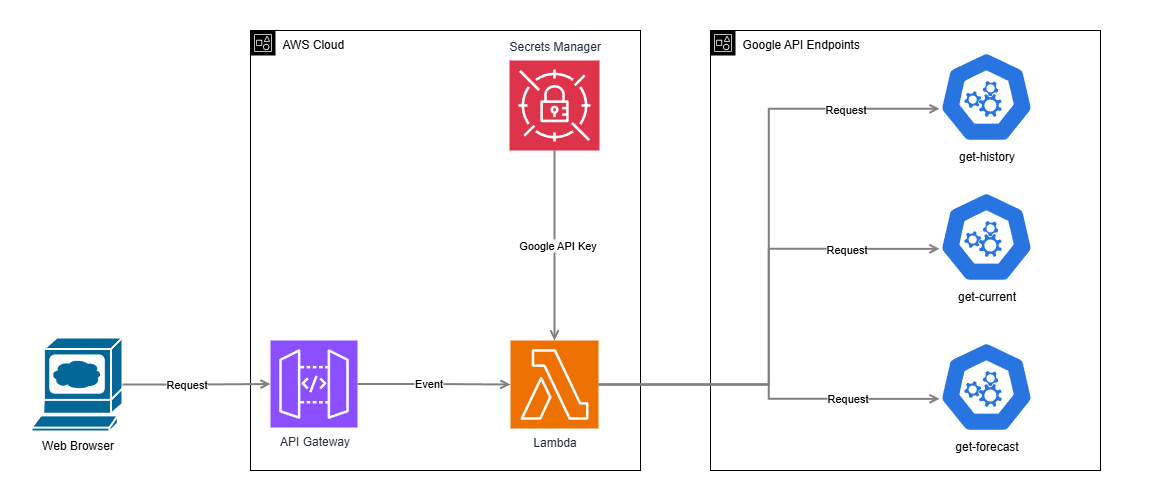 AWS Cloud
Secrets Manager
Google API Endpoints
Request
get-history
Google API Key
Request
get-current
Request
</>
Event
Request
Web Browser
API Gateway
Lambda
get-forecast